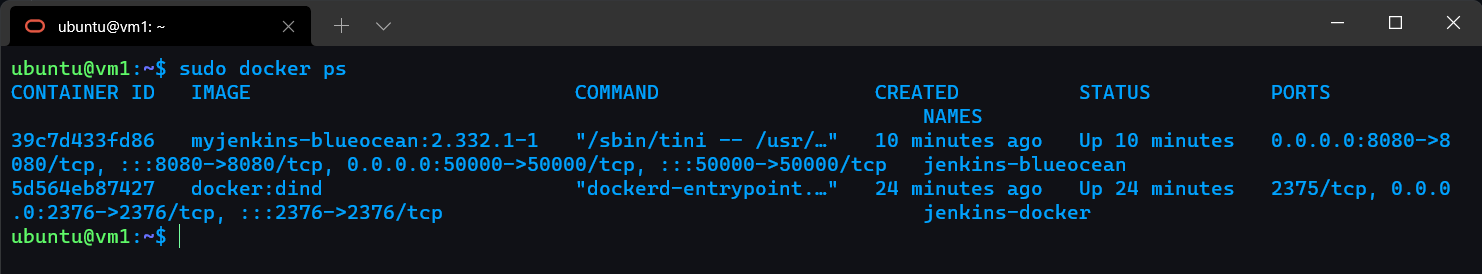 ubuntu@vm1: ~
ubuntu@vm1:~$ sudo docker ps
CONTAINER ID   IMAGE                           COMMAND                  CREATED          STATUS          PORTS
                                                                            NAMES
39c7d433fd86   myjenkins-blueocean:2.332.1-1   "/sbin/tini -- /usr/…"   10 minutes ago   Up 10 minutes   0.0.0.0:8080->8
080/tcp, :::8080->8080/tcp, 0.0.0.0:50000->50000/tcp, :::50000->50000/tcp   jenkins-blueocean
5d564eb87427   docker:dind                     "dockerd-entrypoint.…"   24 minutes ago   Up 24 minutes   2375/tcp, 0.0.0
.0:2376->2376/tcp, :::2376->2376/tcp                                        jenkins-docker
ubuntu@vm1:~$